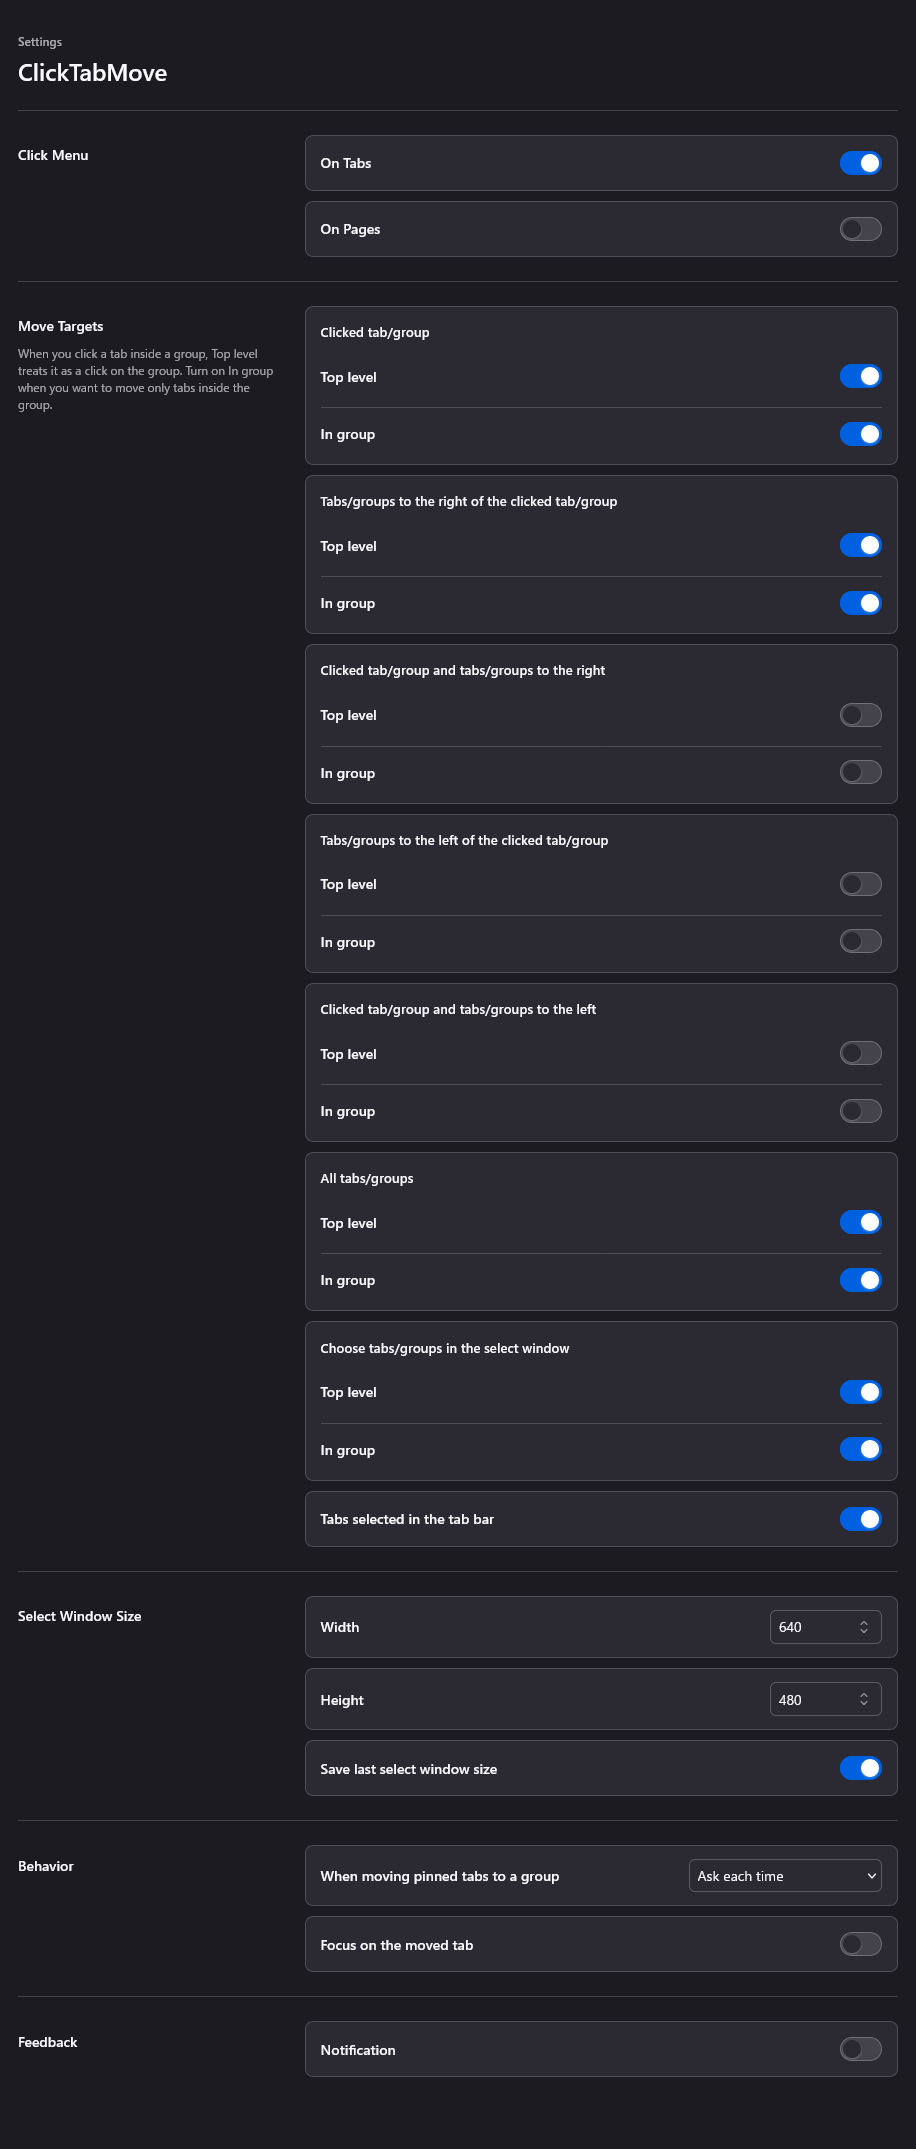 Settings
ClickTabMove
Click Menu
On Tabs
On Pages
Move Targets
When you click a tab inside a group, Top level
treats it as a click on the group. Turn on In group
when you want to move only tabs inside the
group.
Clicked tab/group
Top level
In group
Tabs/groups to the right of the clicked tab/group
Top level
In group
Clicked tab/group and tabs/groups to the right
Top level
In group
Tabs/groups to the left of the clicked tab/group
Top level
In group
Clicked tab/group and tabs/groups to the left
Top level
In group
All tabs/groups
Top level
In group
Choose tabs/groups in the select window
Top level
In group
Tabs selected in the tab bar
Select Window Size
Width
640
Height
480
Save last select window size
Behavior
When moving pinned tabs to a group
Ask each time
Focus on the moved tab
Feedback
Notification